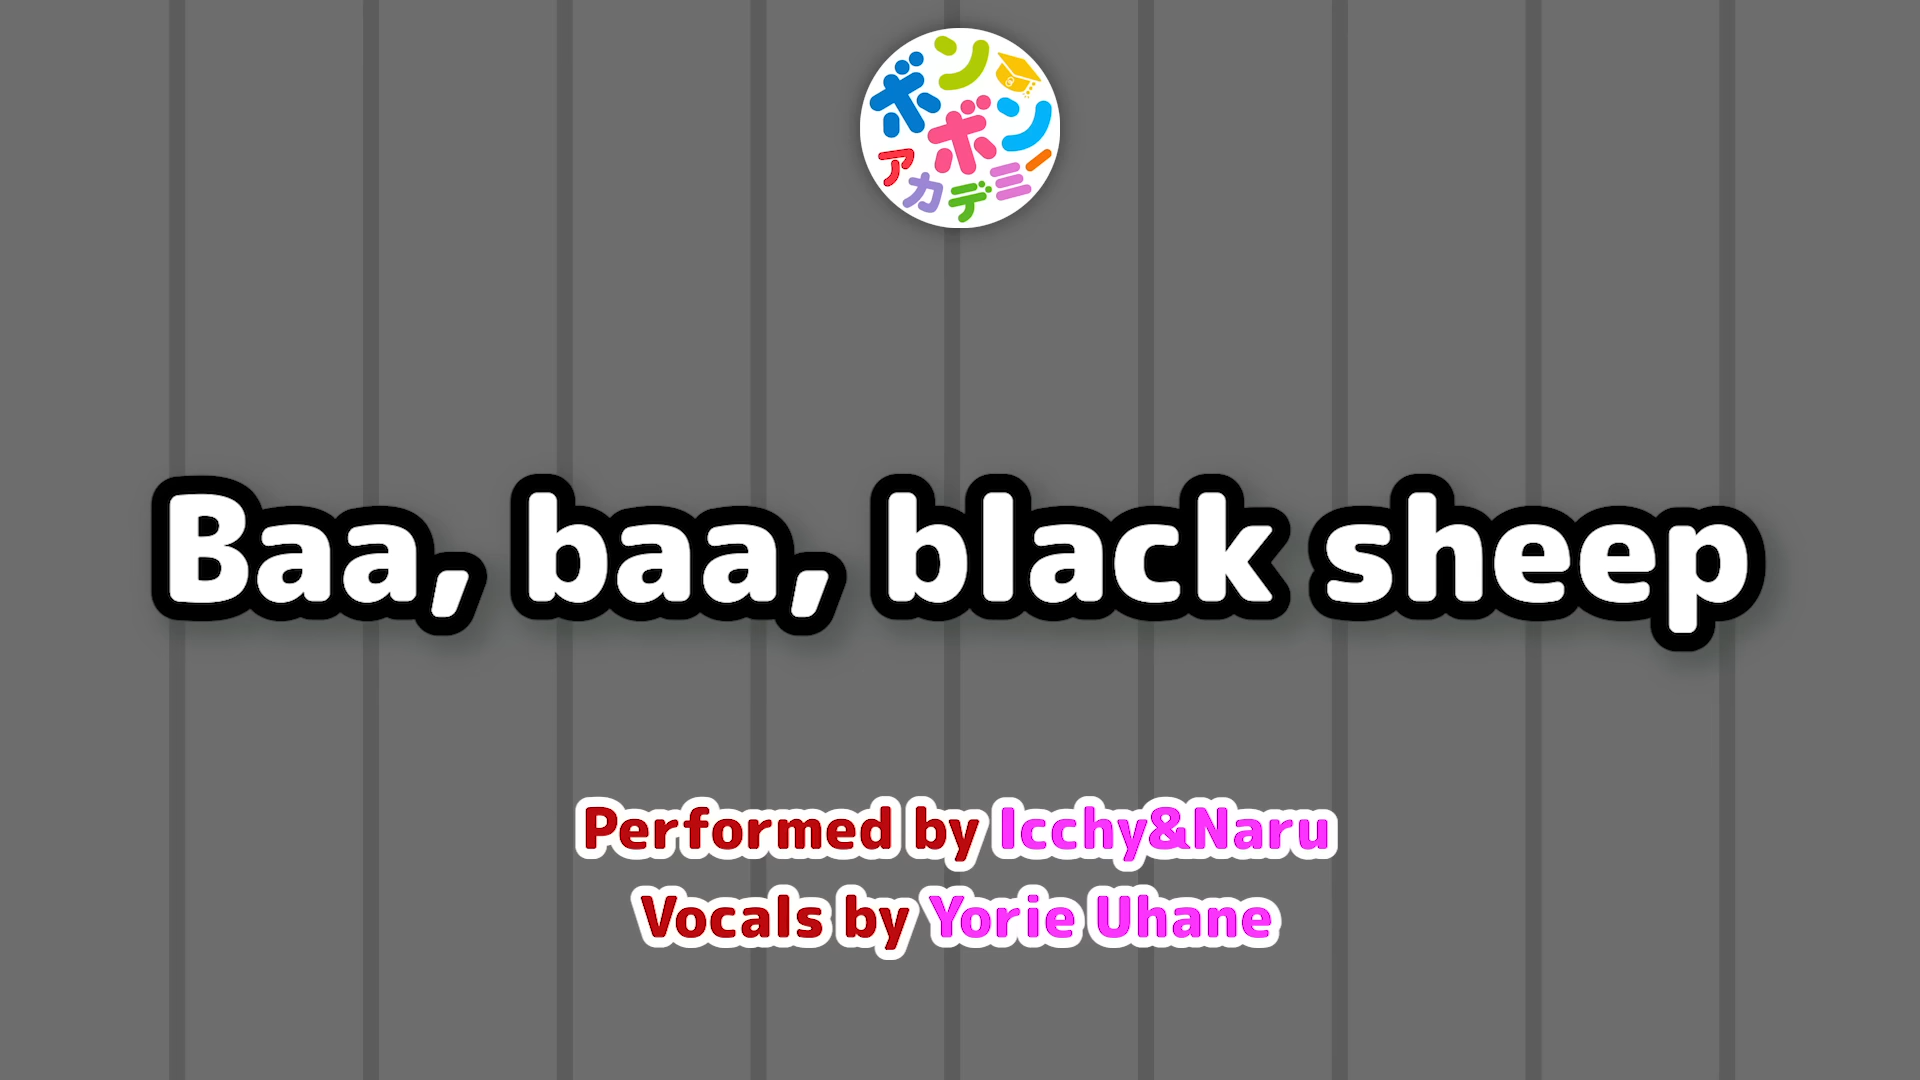 ボンボン
アカデミー
Baa, baa, black sheep
Performed by Icchy&Naru
Vocals by Yorie Uhane